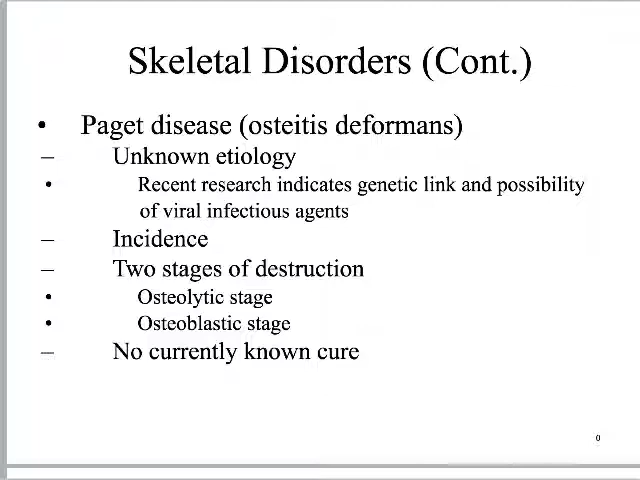 Skeletal Disorders (Cont.)
• Paget disease (osteitis deformans)
– Unknown etiology
• Recent research indicates genetic link and possibility
of viral infectious agents
– Incidence
– Two stages of destruction
• Osteolytic stage
• Osteoblastic stage
– No currently known cure
0